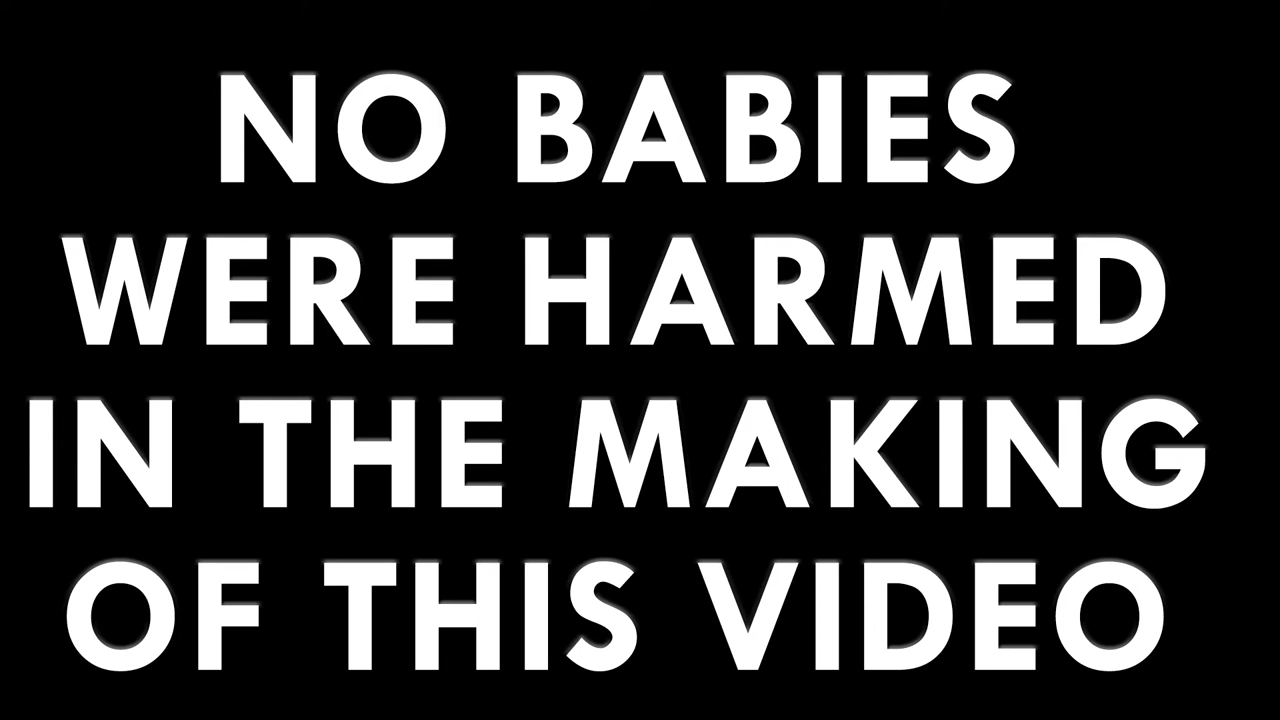 NO BABIES
WERE HARMED
IN THE MAKING
OF THIS VIDEO